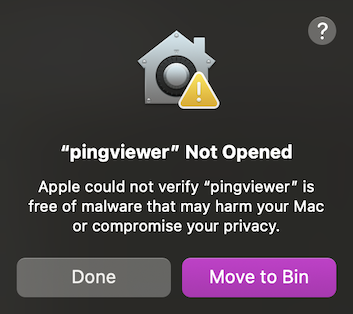 ?
“pingviewer” Not Opened
Apple could not verify “pingviewer” is
free of malware that may harm your Mac
or compromise your privacy.
Done
Move to Bin